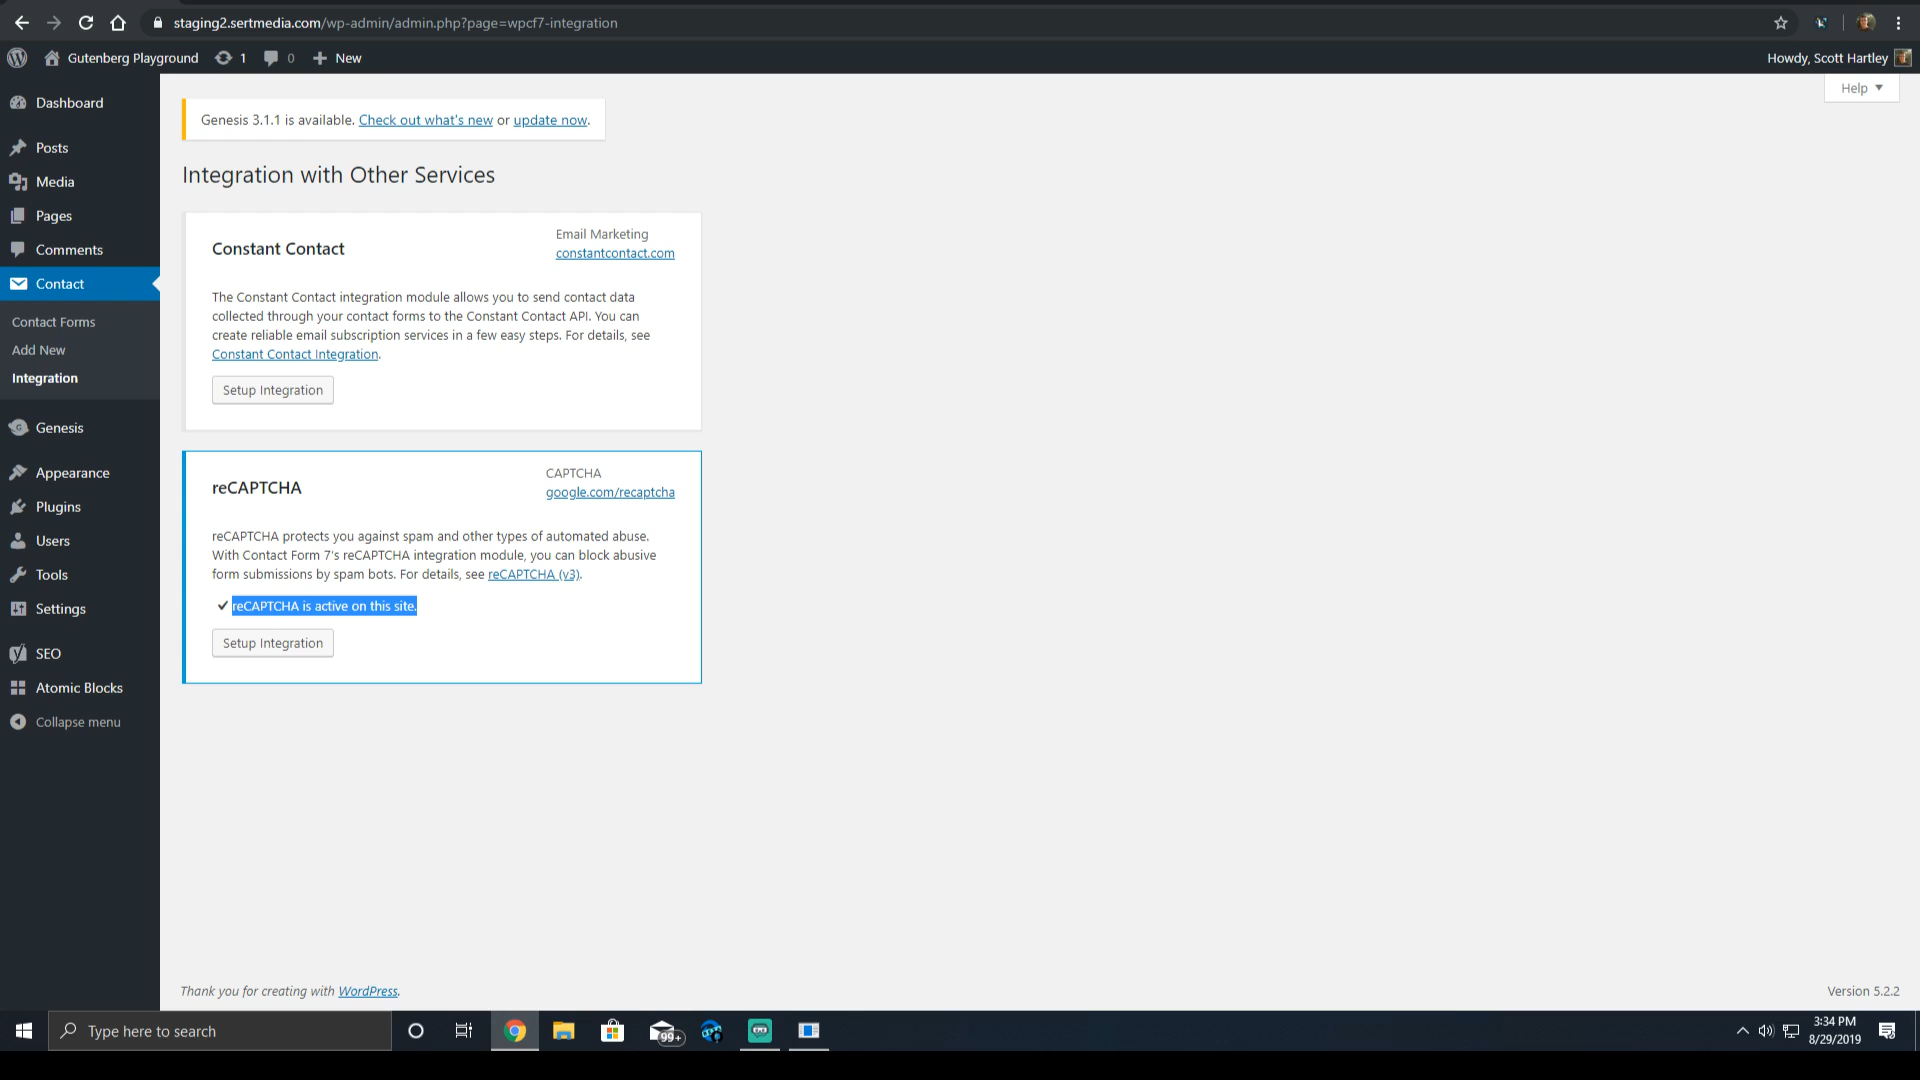 staging2.sertmedia.com/wp-admin/admin.php?page=wpcf7-integration
Gutenberg Playground 1 0 New
Howdy, Scott Hartley
Help
Dashboard
Posts
Media
Pages
Comments
Contact
Contact Forms
Add New
Integration
Genesis
Appearance
Plugins
Users
Tools
Settings
SEO
Atomic Blocks
Collapse menu
Genesis 3.1.1 is available. Check out what's new or update now.
Integration with Other Services
Constant Contact
Email Marketing
constantcontact.com
The Constant Contact integration module allows you to send contact data
collected through your contact forms to the Constant Contact API. You can
create reliable email subscription services in a few easy steps. For details, see
Constant Contact Integration.
Setup Integration
reCAPTCHA
CAPTCHA
google.com/recaptcha
reCAPTCHA protects you against spam and other types of automated abuse.
With Contact Form 7's reCAPTCHA integration module, you can block abusive
form submissions by spam bots. For details, see reCAPTCHA (v3).
reCAPTCHA is active on this site.
Setup Integration
Thank you for creating with WordPress.
Version 5.2.2
Type here to search
99+
3:34 PM
8/29/2019